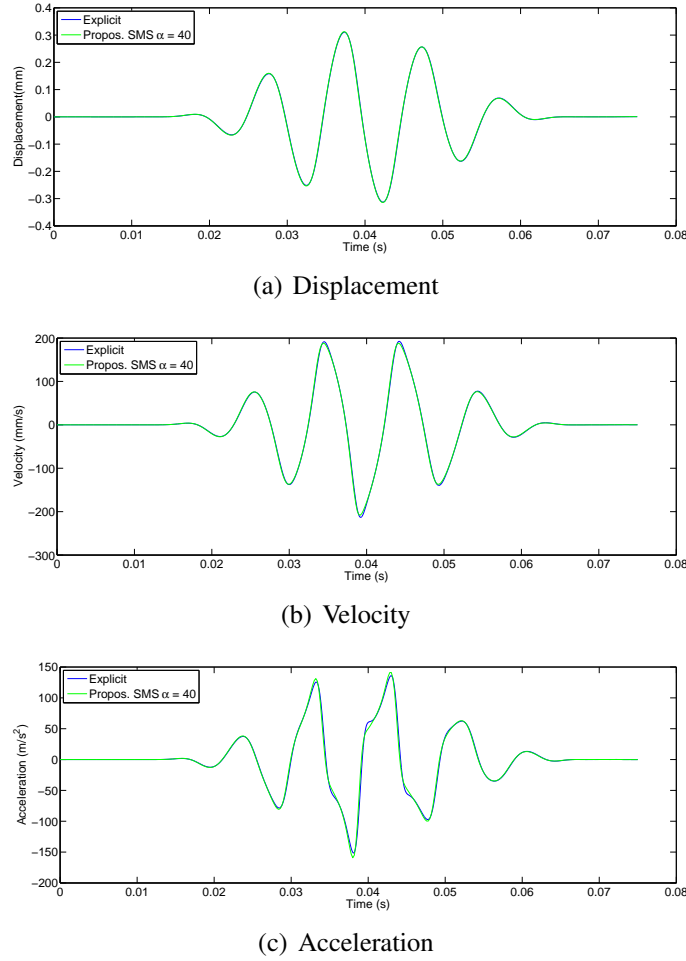 0.4
0.3
0.2
0.1
0
−0.1
−0.2
−0.3
−0.4
Displacement(mm)
Explicit
Propos. SMS α = 40
0 0.01 0.02 0.03 0.04 0.05 0.06 0.07 0.08
Time (s)
(a) Displacement
200
100
0
−100
−200
−300
Velocity (mm/s)
Explicit
Propos. SMS α = 40
0 0.01 0.02 0.03 0.04 0.05 0.06 0.07 0.08
Time (s)
(b) Velocity
150
100
50
0
−50
−100
−150
−200
Acceleration (m/s²)
Explicit
Propos. SMS α = 40
0 0.01 0.02 0.03 0.04 0.05 0.06 0.07 0.08
Time (s)
(c) Acceleration